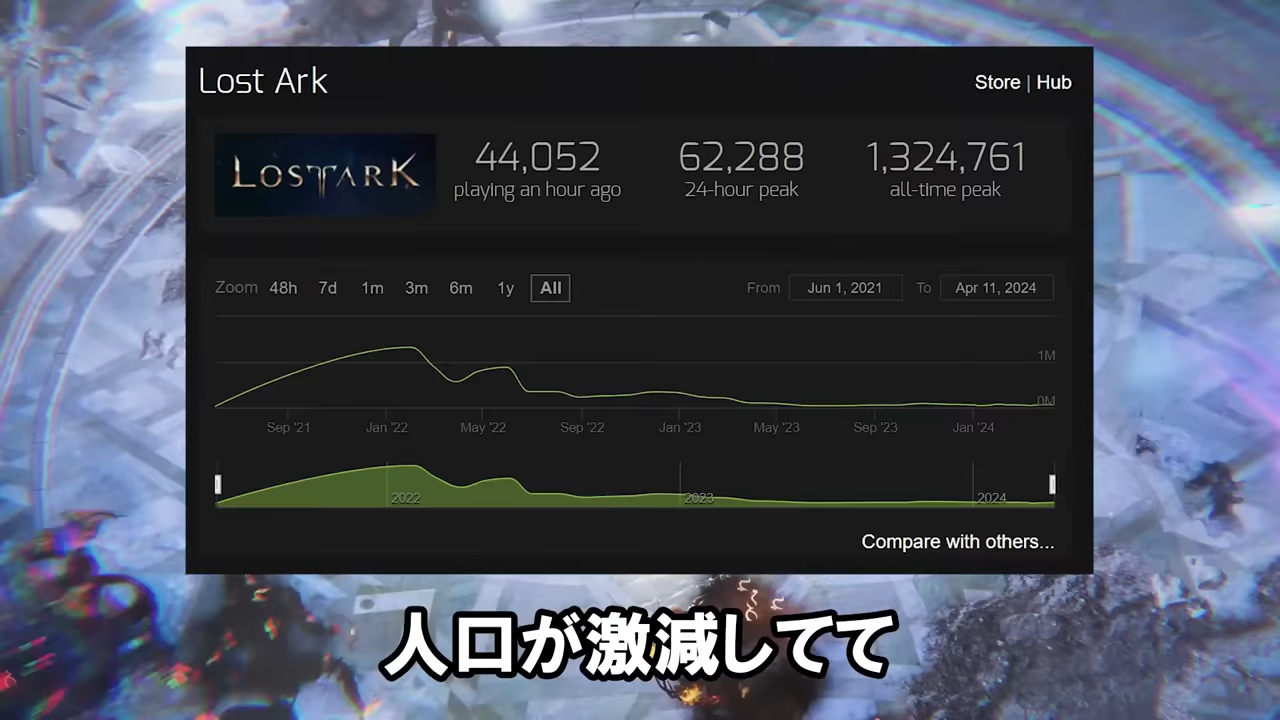 Lost Ark
Store | Hub
LOSTARK
44,052
playing an hour ago
62,288
24-hour peak
1,324,761
all-time peak
Zoom 48h 7d 1m 3m 6m 1y All
From Jun 1, 2021 To Apr 11, 2024
1M
0M
Sep '21 Jan '22 May '22 Sep '22 Jan '23 May '23 Sep '23 Jan '24
2022 2023 2024
Compare with others...
人口が激減してて